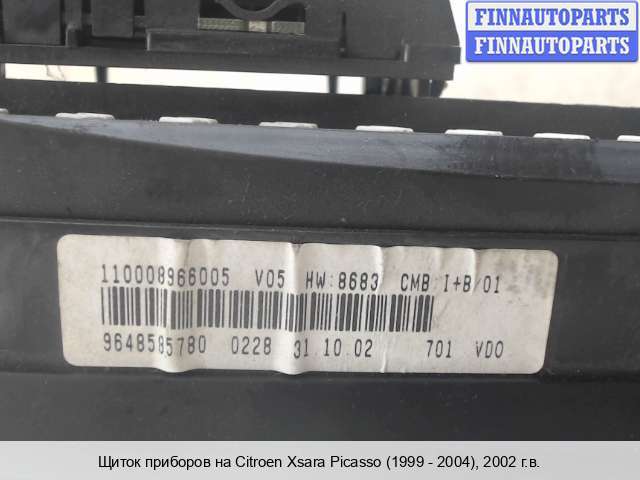 FINNAUTOPARTS
FINNAUTOPARTS
110008966005 V05 HW:8683 CMB:I+B/01
9648585780 0228 31.10.02 701 VDO
Щиток приборов на Citroen Xsara Picasso (1999 - 2004), 2002 г.в.